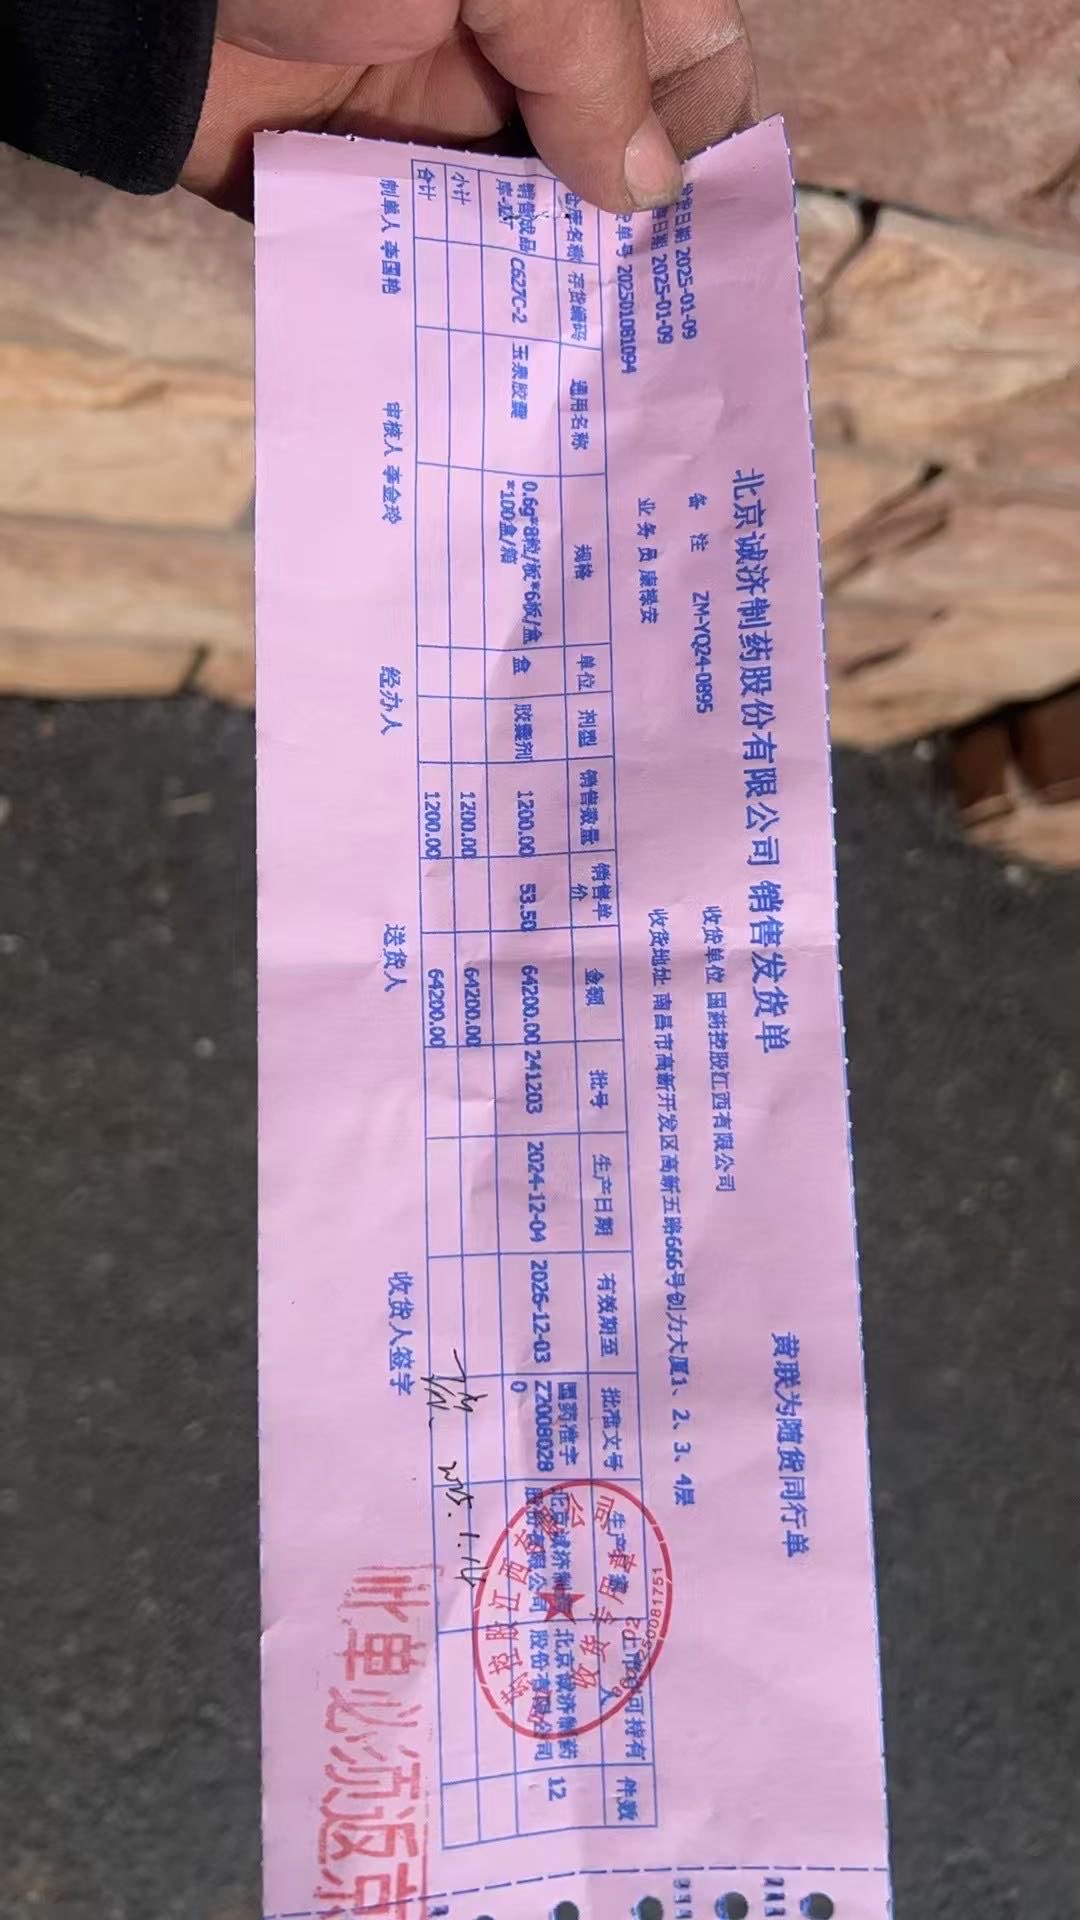 北京诚济制药股份有限公司 销售发货单
黄联为随货同行单
发货日期 2025-01-09
日期 2025-01-09
单号 202501081094
备 注 ZM-YQ24-0895
业务员 康禄安
收货单位 国药控股江西有限公司
收货地址 南昌市高新开发区高新五路666号创力大厦1、2、3、4层
仓库名称 存货编码 通用名称 规格 单位 剂型 销售数量 销售单价 金额 批号 生产日期 有效期至 批准文号 生产 上市许可持有人 件数
销售成品库- C627C-2 玉泉胶囊 0.6g*8粒/板*6板/盒*100盒/箱 盒 胶囊剂 1200.00 53.50 64200.00 241203 2024-12-04 2026-12-03 国药准字Z20080280 北京诚济制药股份有限公司 北京诚济制药股份有限公司 12
小计 1200.00 64200.00
合计 1200.00 64200.00
制单人 李国艳 审核人 李金玲 经办人 送货人 收货人签字
2025.1.14
此单必须返京